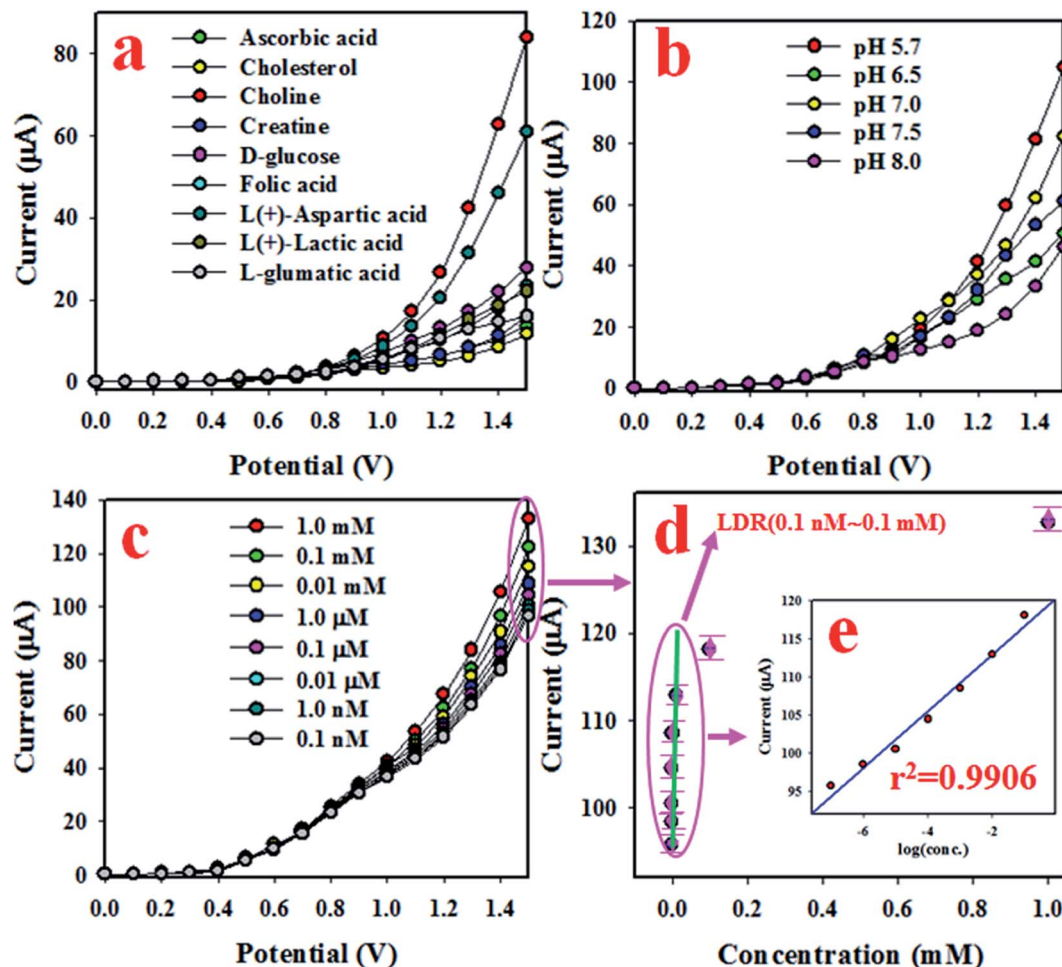 a
Ascorbic acid
Cholesterol
Choline
Creatine
D-glucose
Folic acid
L(+)-Aspartic acid
L(+)-Lactic acid
L-glumatic acid
Current (µA)
80
60
40
20
0
0.0 0.2 0.4 0.6 0.8 1.0 1.2 1.4
Potential (V)
b
pH 5.7
pH 6.5
pH 7.0
pH 7.5
pH 8.0
Current (µA)
120
100
80
60
40
20
0
0.0 0.2 0.4 0.6 0.8 1.0 1.2 1.4
Potential (V)
c
1.0 mM
0.1 mM
0.01 mM
1.0 µM
0.1 µM
0.01 µM
1.0 nM
0.1 nM
Current (µA)
140
120
100
80
60
40
20
0
0.0 0.2 0.4 0.6 0.8 1.0 1.2 1.4
Potential (V)
d
LDR(0.1 nM~0.1 mM)
Current (µA)
130
120
110
100
0.0 0.2 0.4 0.6 0.8 1.0
Concentration (mM)
e
r²=0.9906
Current (µA)
120
115
110
105
100
95
-6 -4 -2
log(conc.)